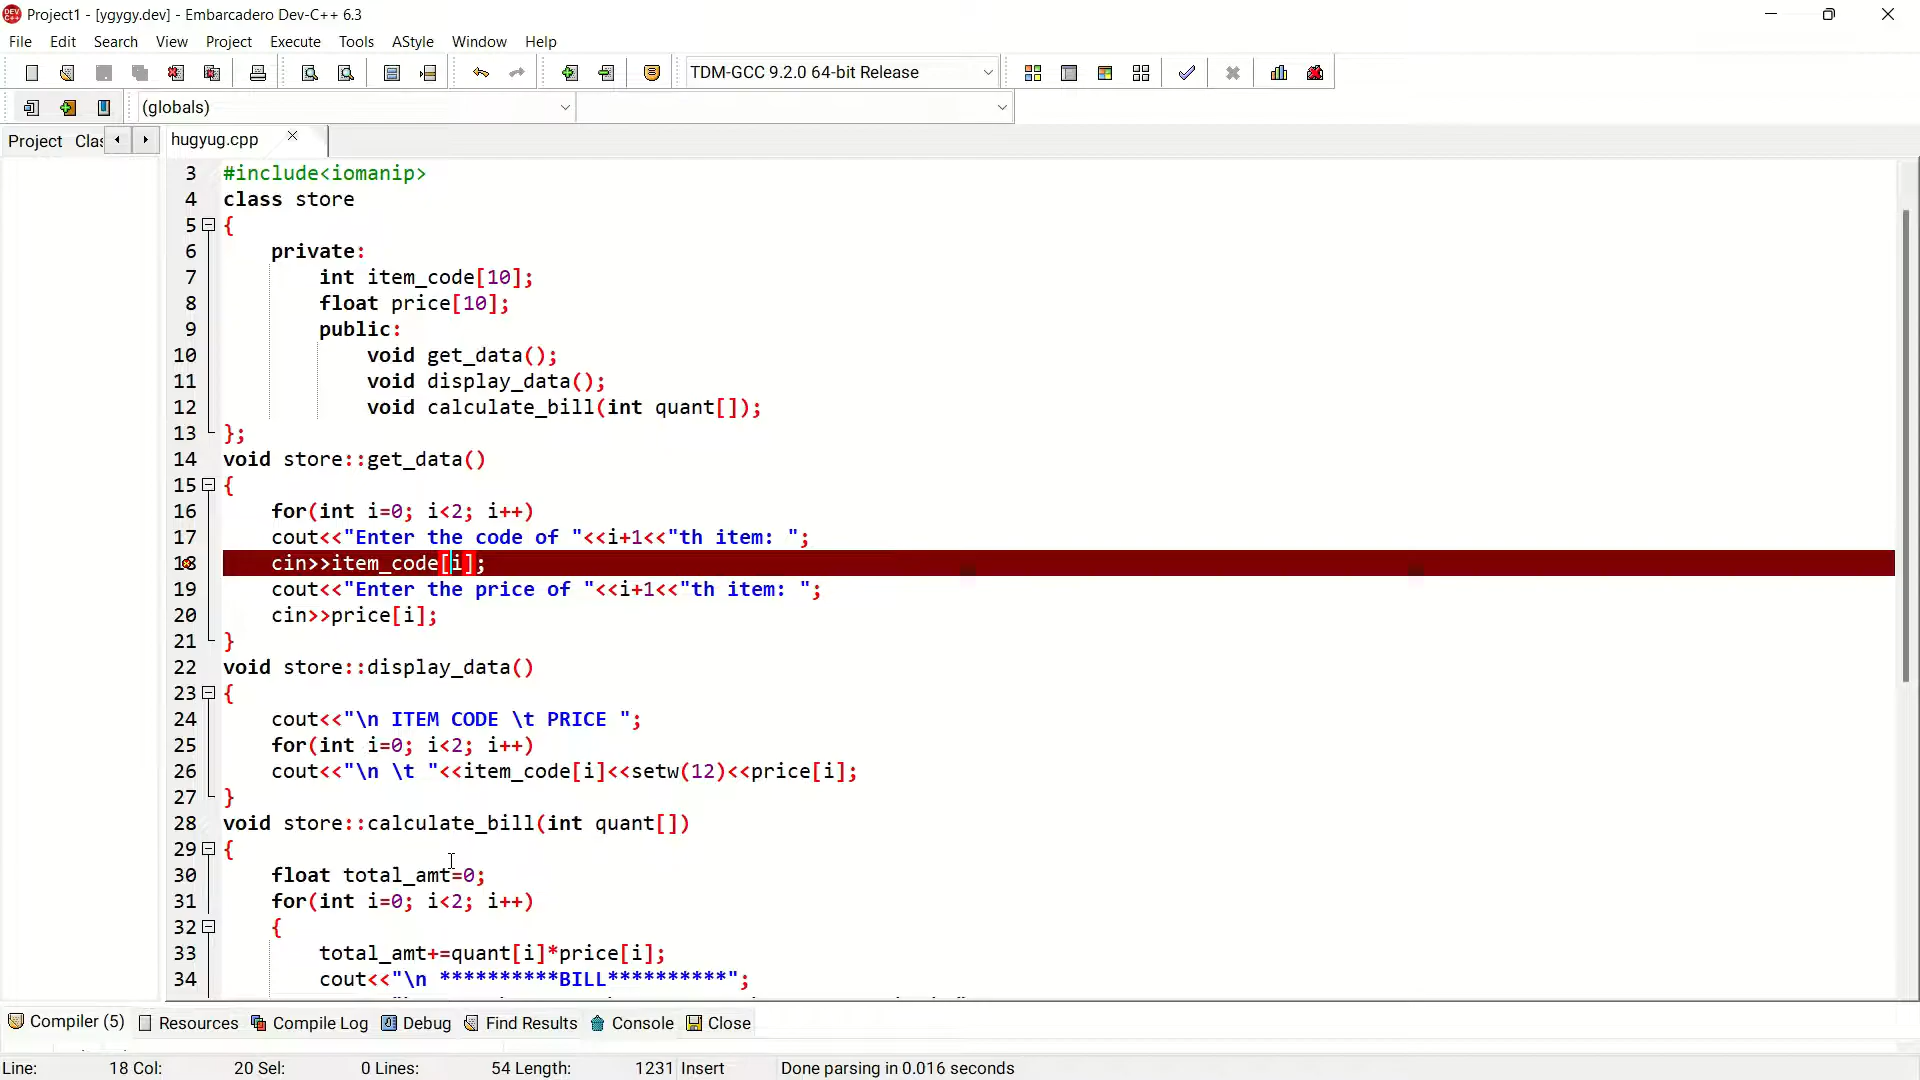 Project1 - [ygygy.dev] - Embarcadero Dev-C++ 6.3
File Edit Search View Project Execute Tools AStyle Window Help
TDM-GCC 9.2.0 64-bit Release
(globals)
Project Clas hugyug.cpp
3 #include<iomanip>
4 class store
5 {
6 private:
7 int item_code[10];
8 float price[10];
9 public:
10 void get_data();
11 void display_data();
12 void calculate_bill(int quant[]);
13 };
14 void store::get_data()
15 {
16 for(int i=0; i<2; i++)
17 cout<<"Enter the code of "<<i+1<<"th item: ";
18 cin>>item_code[i];
19 cout<<"Enter the price of "<<i+1<<"th item: ";
20 cin>>price[i];
21 }
22 void store::display_data()
23 {
24 cout<<"\n ITEM CODE \t PRICE ";
25 for(int i=0; i<2; i++)
26 cout<<"\n \t "<<item_code[i]<<setw(12)<<price[i];
27 }
28 void store::calculate_bill(int quant[])
29 {
30 float total_amt=0;
31 for(int i=0; i<2; i++)
32 {
33 total_amt+=quant[i]*price[i];
34 cout<<"\n **********BILL**********";
Compiler (5) Resources Compile Log Debug Find Results Console Close
Line: 18 Col: 20 Sel: 0 Lines: 54 Length: 1231 Insert Done parsing in 0.016 seconds